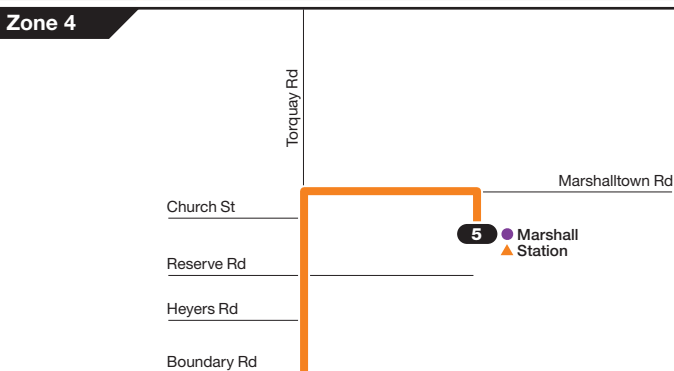 Zone 4
Torquay Rd
Marshalltown Rd
Church St
5
Marshall
Station
Reserve Rd
Heyers Rd
Boundary Rd